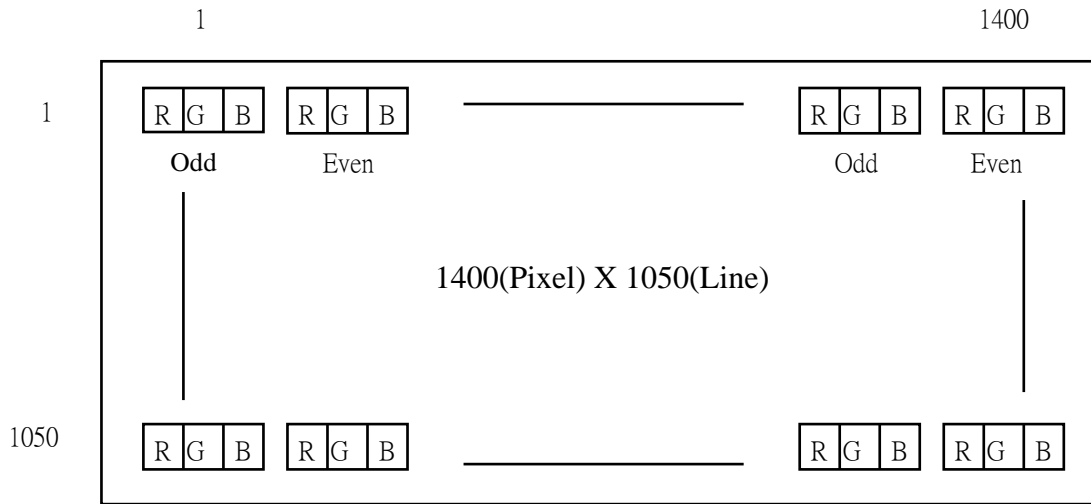 1 1400
1 R G B R G B R G B R G B
Odd Even Odd Even
1400(Pixel) X 1050(Line)
1050 R G B R G B R G B R G B